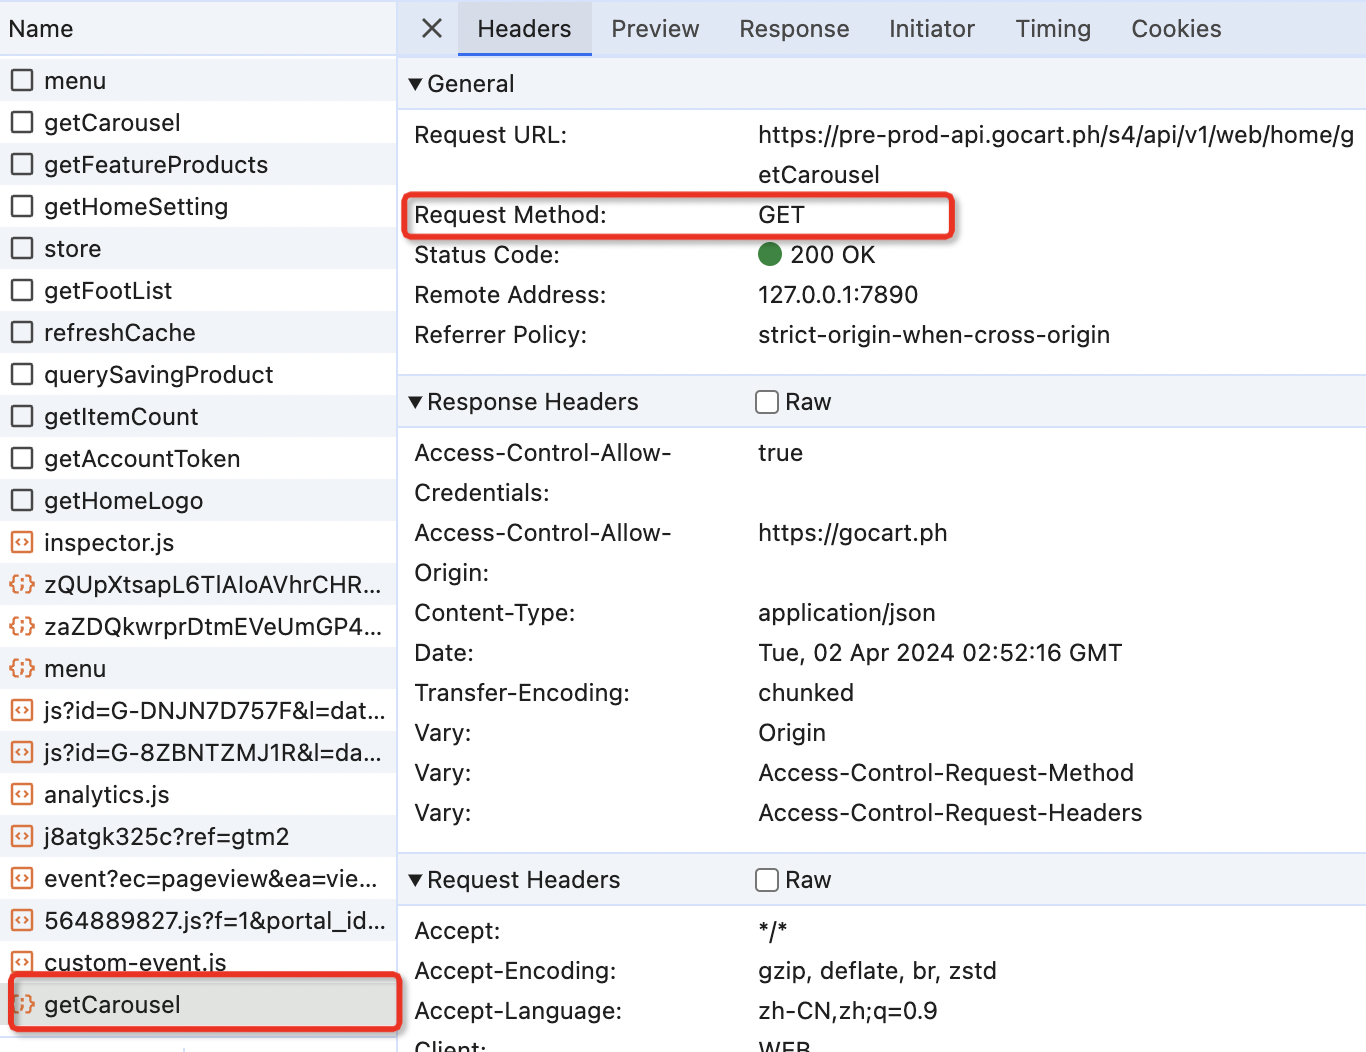 Name
Headers Preview Response Initiator Timing Cookies
menu
getCarousel
getFeatureProducts
getHomeSetting
store
getFootList
refreshCache
querySavingProduct
getItemCount
getAccountToken
getHomeLogo
inspector.js
zQUpXtsapL6TlAIoAVhrCHR...
zaZDQkwrprDtmEVeUmGP4...
menu
js?id=G-DNJN7D757F&l=dat...
js?id=G-8ZBNTZMJ1R&l=da...
analytics.js
j8atgk325c?ref=gtm2
event?ec=pageview&ea=vie...
564889827.js?f=1&portal_id...
custom-event.js
getCarousel
General
Request URL: https://pre-prod-api.gocart.ph/s4/api/v1/web/home/g
etCarousel
Request Method: GET
Status Code: 200 OK
Remote Address: 127.0.0.1:7890
Referrer Policy: strict-origin-when-cross-origin
Response Headers Raw
Access-Control-Allow- true
Credentials:
Access-Control-Allow- https://gocart.ph
Origin:
Content-Type: application/json
Date: Tue, 02 Apr 2024 02:52:16 GMT
Transfer-Encoding: chunked
Vary: Origin
Vary: Access-Control-Request-Method
Vary: Access-Control-Request-Headers
Request Headers Raw
Accept: */*
Accept-Encoding: gzip, deflate, br, zstd
Accept-Language: zh-CN,zh;q=0.9
Client: WEB